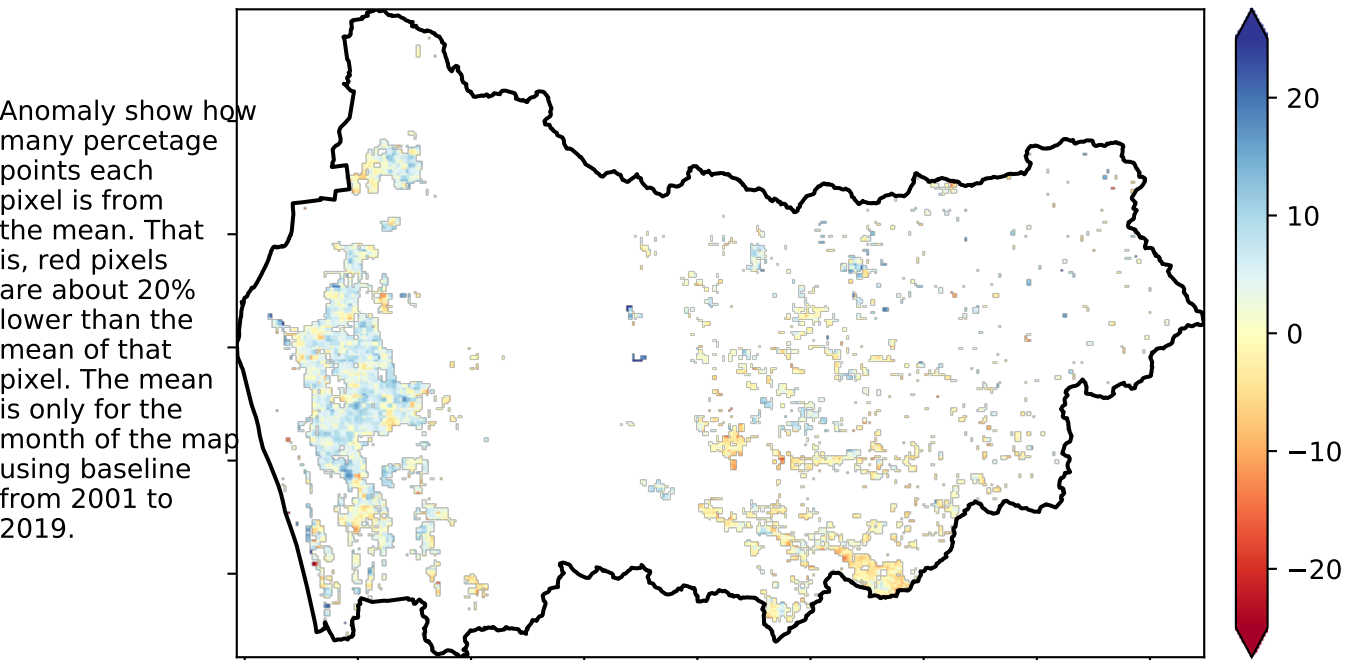 Anomaly show how
many percetage
points each
pixel is from
the mean. That
is, red pixels
are about 20%
lower than the
mean of that
pixel. The mean
is only for the
month of the map
using baseline
from 2001 to
2019.
20
10
0
−10
−20